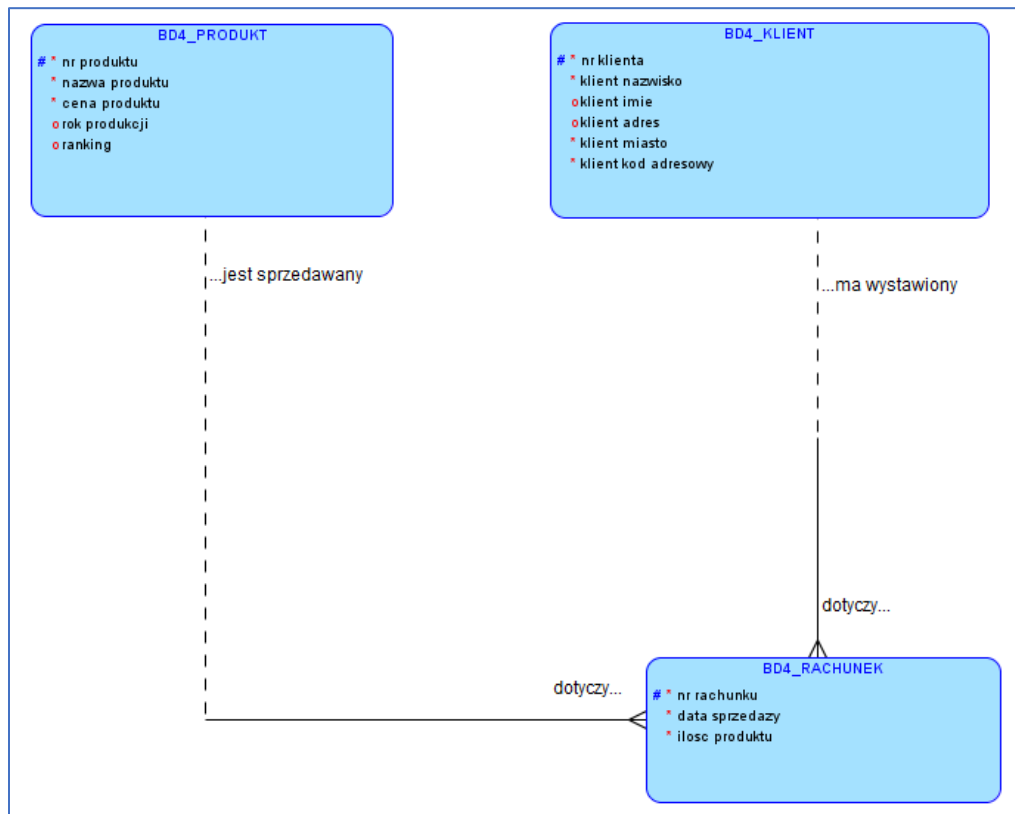 BD4_PRODUKT
# * nr produktu
* nazwa produktu
* cena produktu
o rok produkcji
o ranking
BD4_KLIENT
# * nr klienta
* klient nazwisko
o klient imie
o klient adres
* klient miasto
* klient kod adresowy
...jest sprzedawany
...ma wystawiony
dotyczy...
dotyczy...
BD4_RACHUNEK
# * nr rachunku
* data sprzedazy
* ilosc produktu